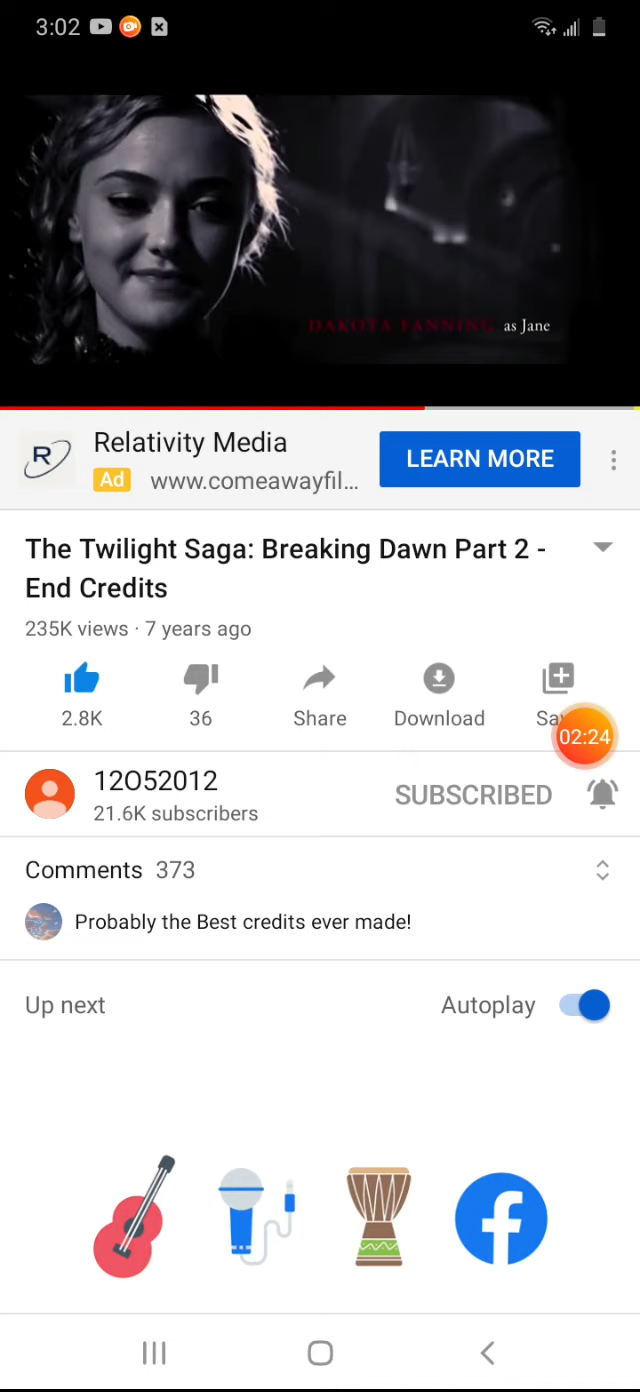 3:02
DAKOTA FANNING as Jane
R
Relativity Media
Ad www.comeawayfil...
LEARN MORE
The Twilight Saga: Breaking Dawn Part 2 -
End Credits
235K views · 7 years ago
2.8K 36 Share Download Sav
02:24
12O52012
21.6K subscribers
SUBSCRIBED
Comments 373
Probably the Best credits ever made!
Up next Autoplay